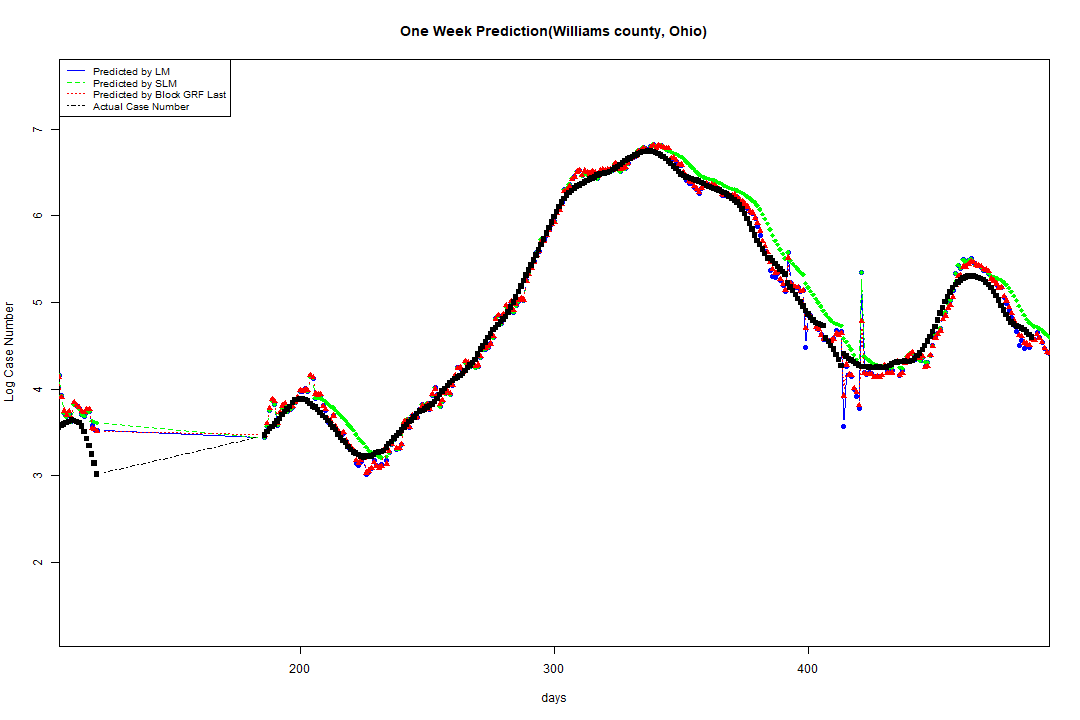 One Week Prediction(Williams county, Ohio)
Predicted by LM
Predicted by SLM
Predicted by Block GRF Last
Actual Case Number
7
6
5
4
3
2
Log Case Number
200 300 400
days